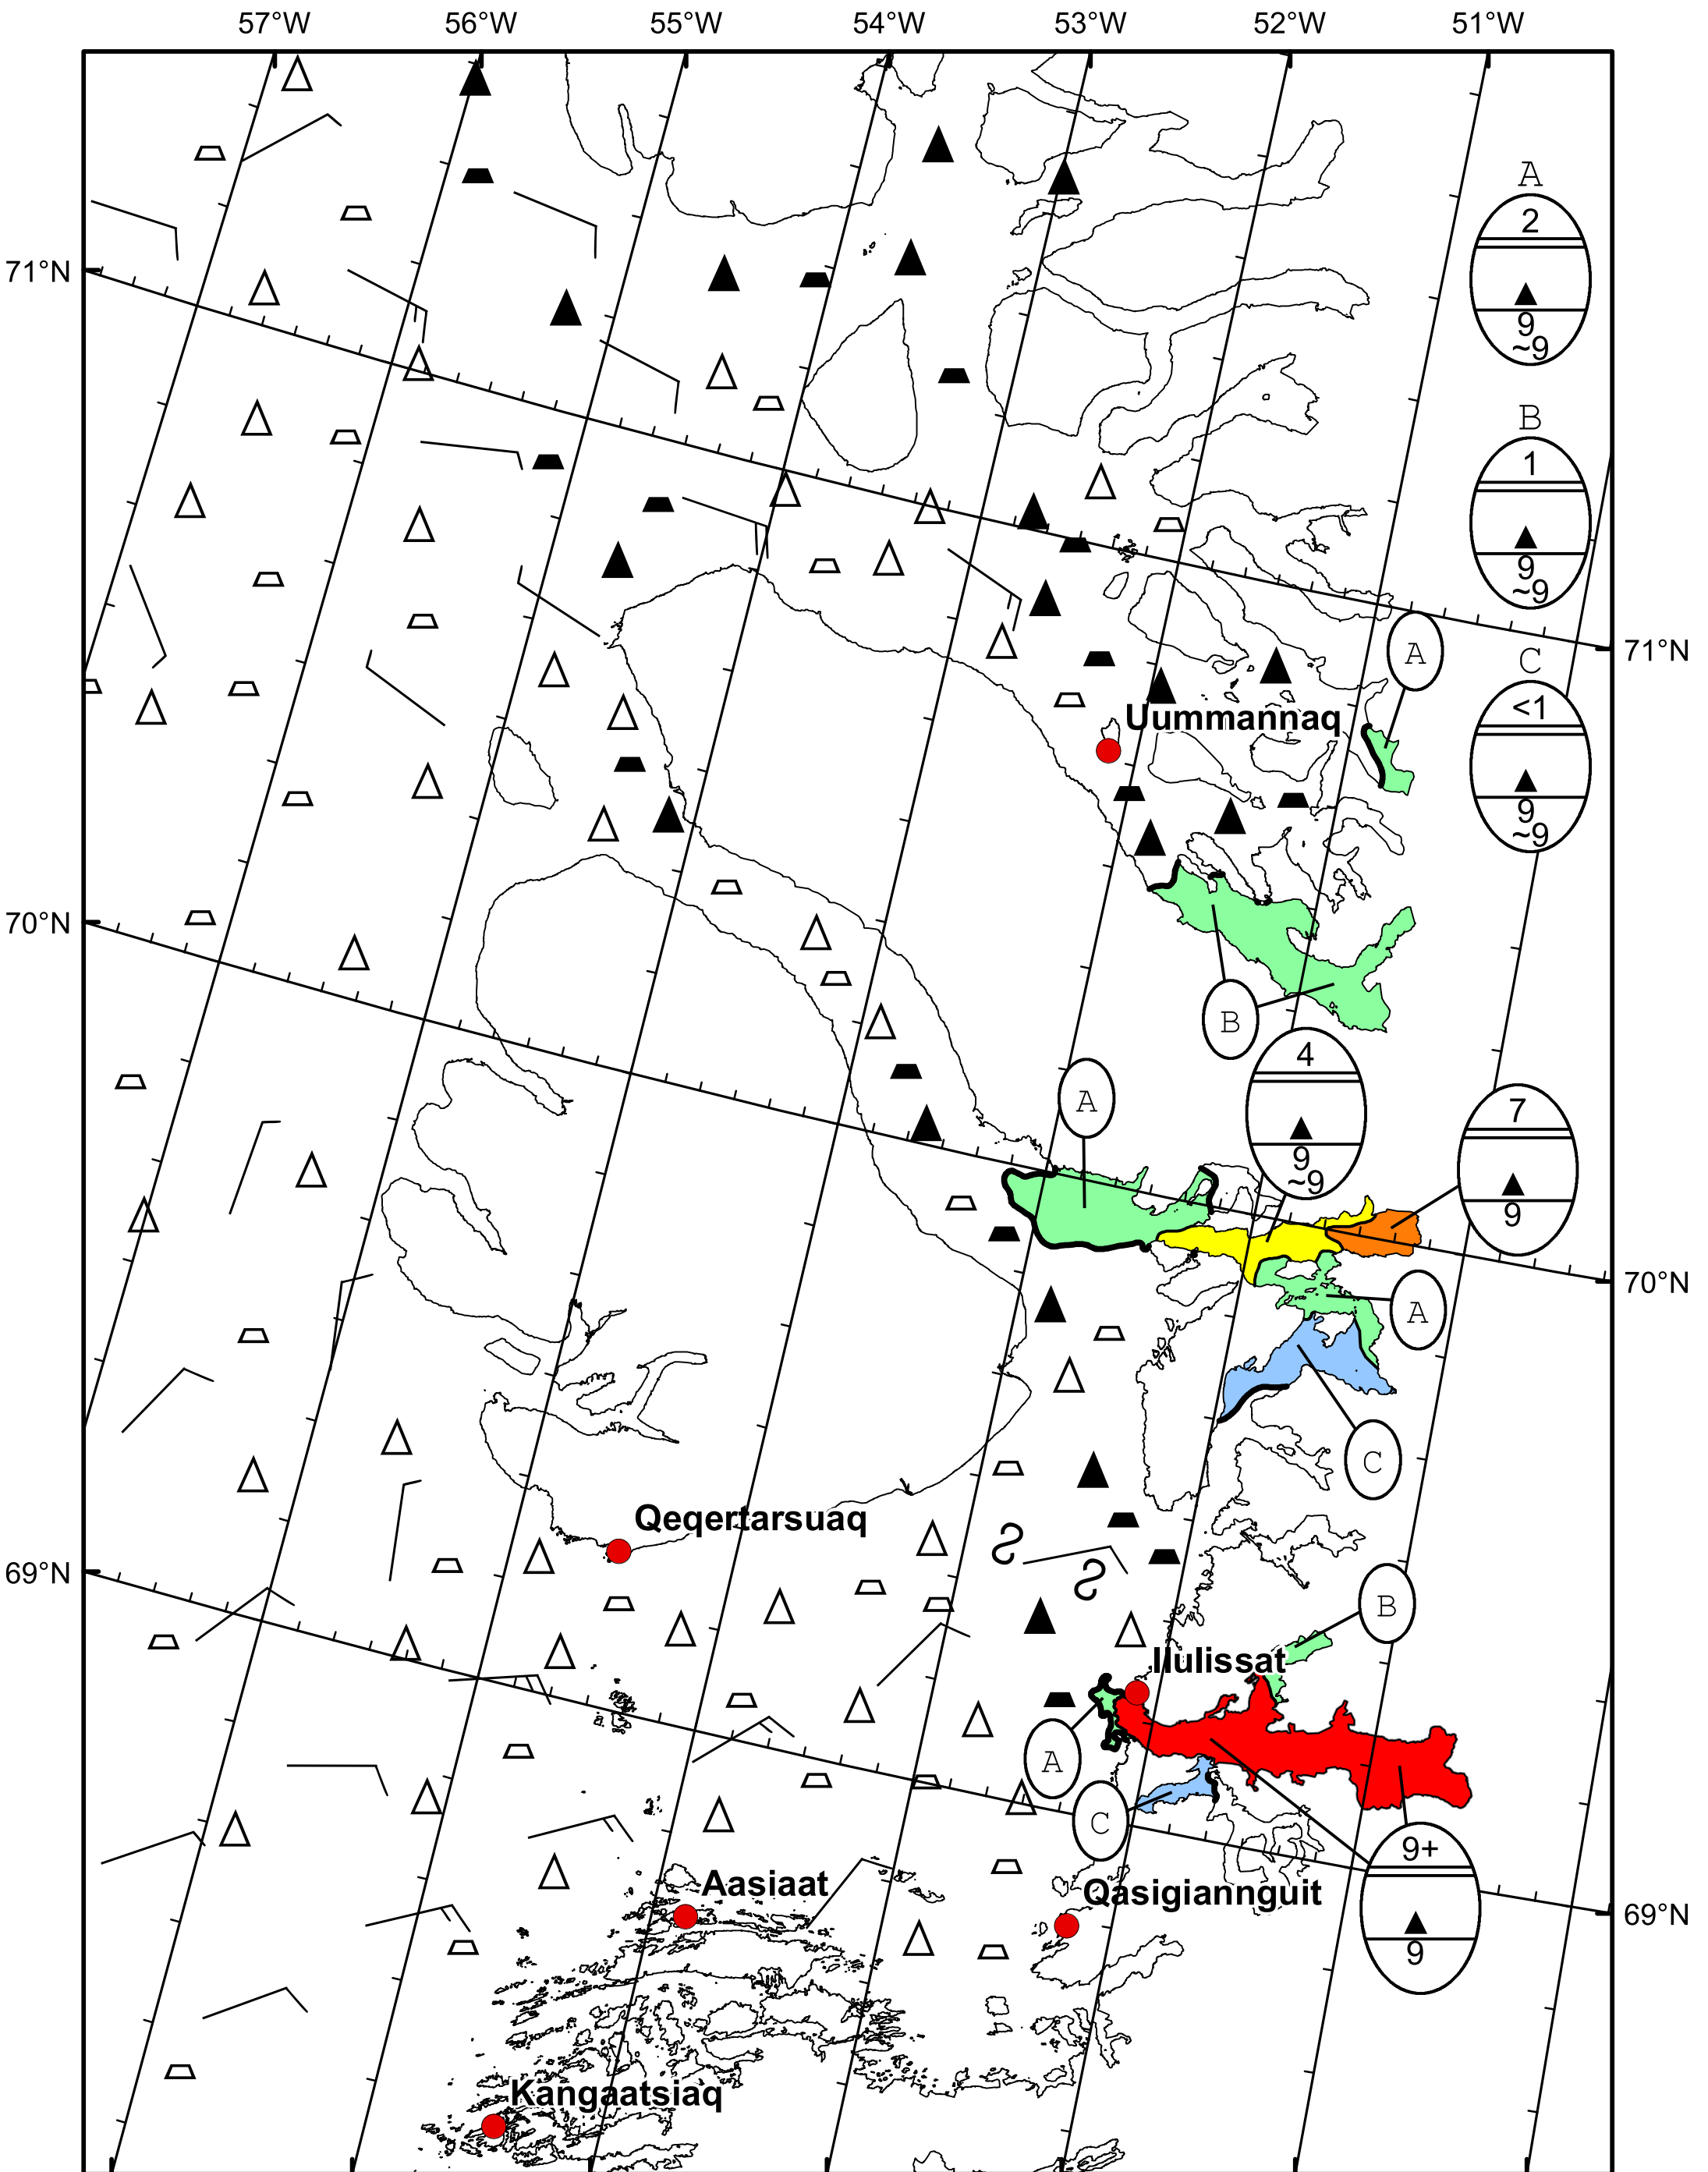 57°W 56°W 55°W 54°W 53°W 52°W 51°W
A
2
71°N
9
~9
B
1
9
~9
A
71°N
C
<1
Uummannaq
9
~9
70°N
B
4
A
7
9
~9
9
70°N
A
C
Qeqertarsuaq
69°N
B
Ilulissat
A
C
9+
Aasiaat
Qasigiannguit
69°N
9
Kangaatsiaq